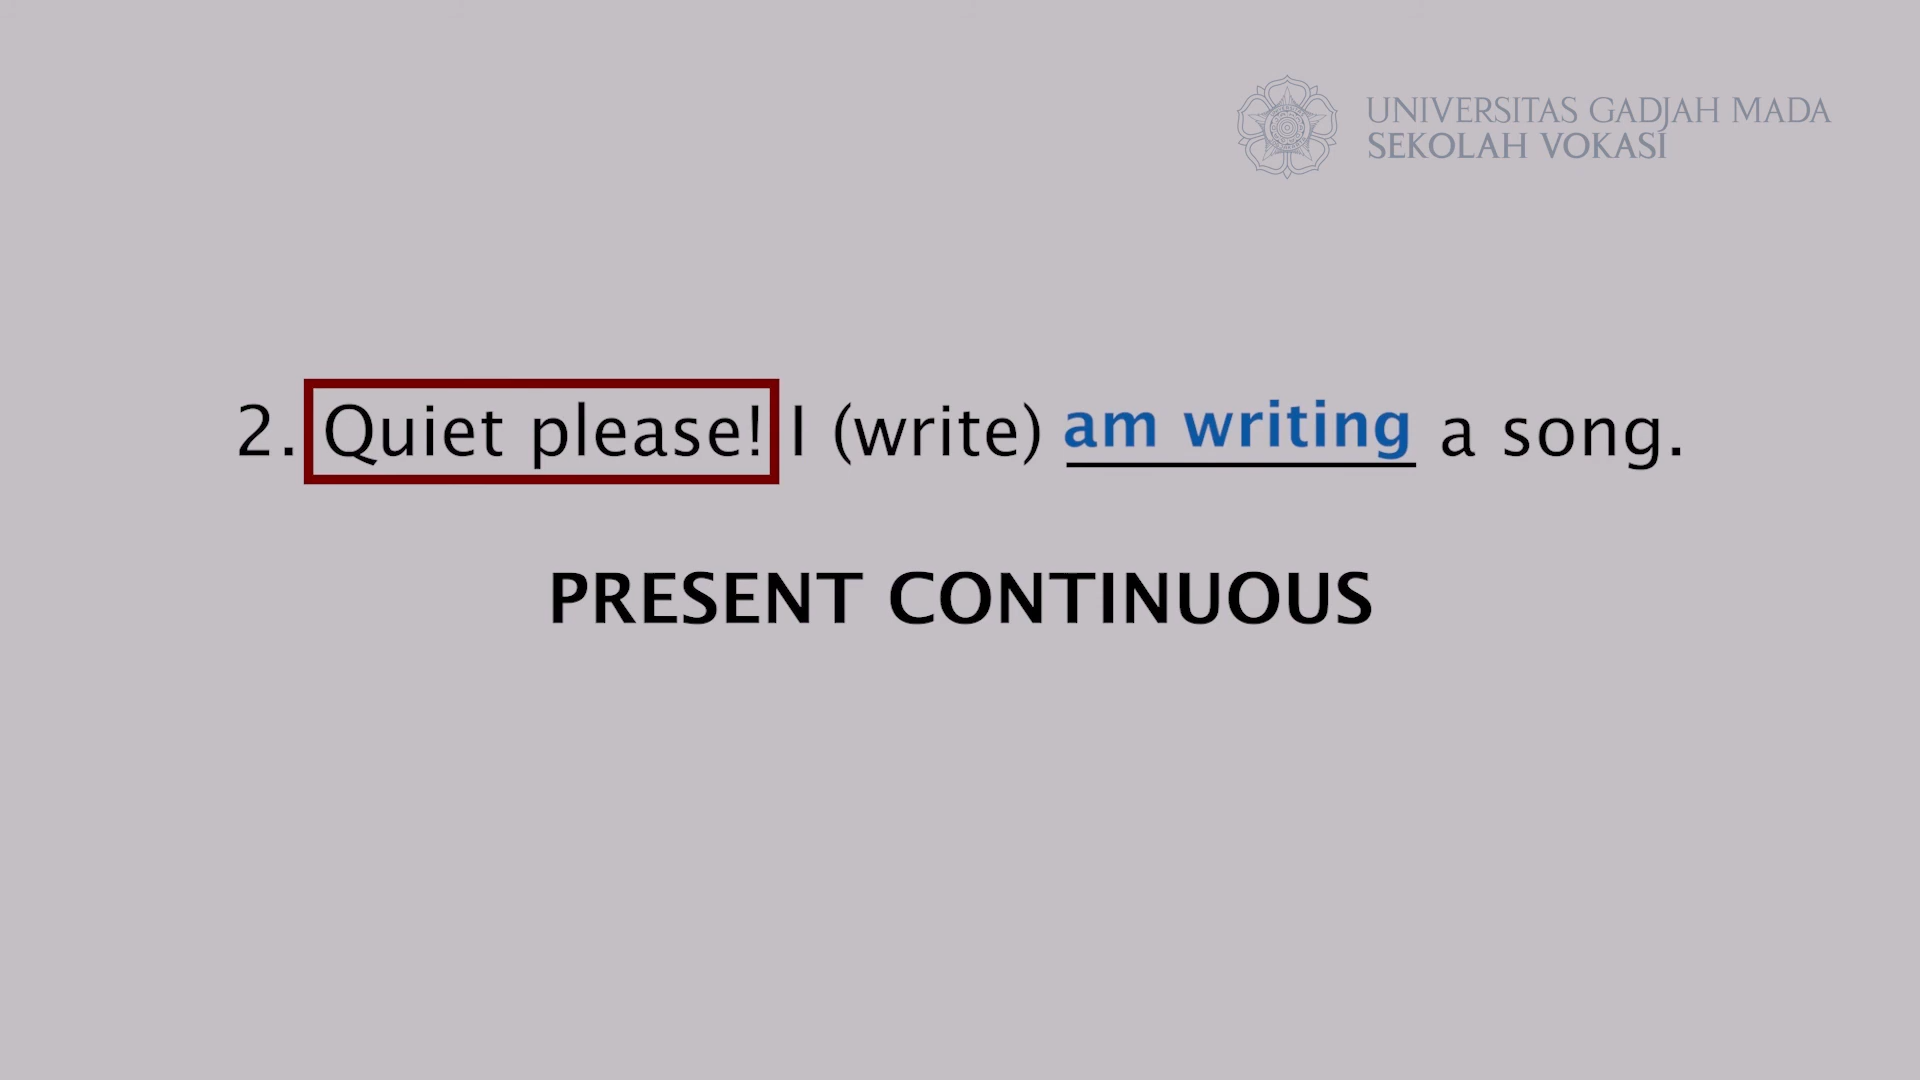 UNIVERSITAS GADJAH MADA
SEKOLAH VOKASI
2. Quiet please! I (write) am writing a song.
PRESENT CONTINUOUS